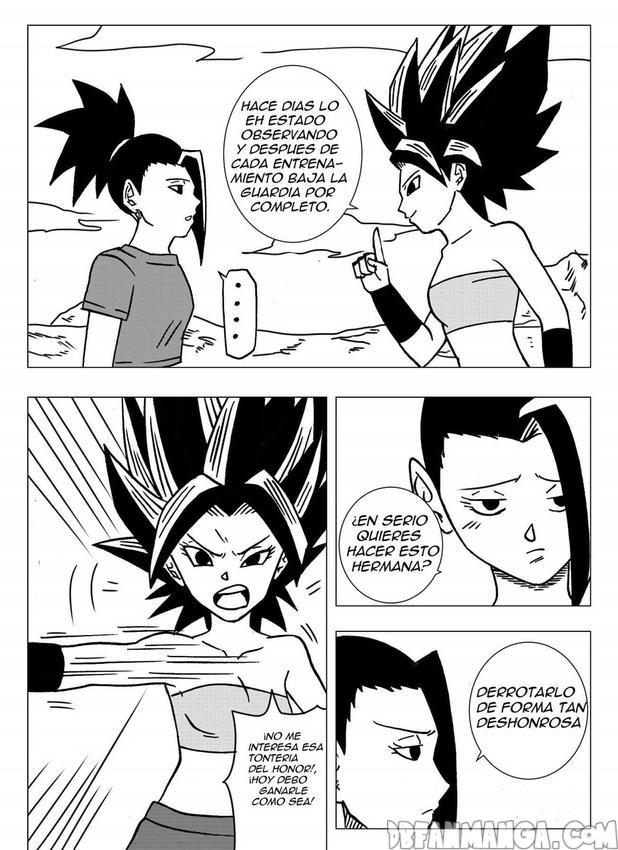 HACE DIAS LO
EH ESTADO
OBSERVANDO
Y DESPUES DE
CADA ENTRENA-
MIENTO BAJA LA
GUARDIA POR
COMPLETO.
....
¿EN SERIO
QUIERES
HACER ESTO
HERMANA?
¡NO ME
INTERESA ESA
TONTERIA
DEL HONOR!,
¡HOY DEBO
GANARLE
COMO SEA!
DERROTARLO
DE FORMA TAN
DESHONROSA
DBFANMANGA.COM